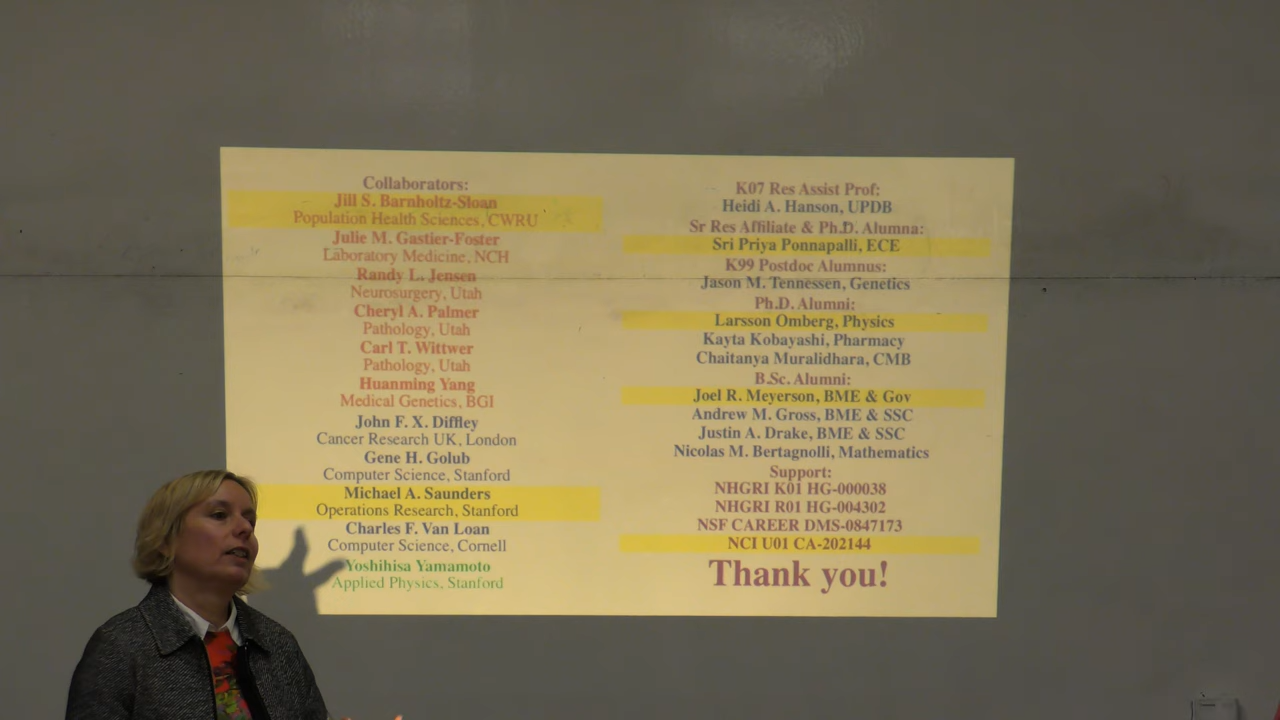 Collaborators:
Jill S. Barnholtz-Sloan
Population Health Sciences, CWRU
Julie M. Gastier-Foster
Laboratory Medicine, NCH
Randy L. Jensen
Neurosurgery, Utah
Cheryl A. Palmer
Pathology, Utah
Carl T. Wittwer
Pathology, Utah
Huanming Yang
Medical Genetics, BGI
John F. X. Diffley
Cancer Research UK, London
Gene H. Golub
Computer Science, Stanford
Michael A. Saunders
Operations Research, Stanford
Charles F. Van Loan
Computer Science, Cornell
Yoshihisa Yamamoto
Applied Physics, Stanford
K07 Res Assist Prof:
Heidi A. Hanson, UPDB
Sr Res Affiliate & Ph.D. Alumna:
Sri Priya Ponnapalli, ECE
K99 Postdoc Alumnus:
Jason M. Tennessen, Genetics
Ph.D. Alumni:
Larsson Omberg, Physics
Kayta Kobayashi, Pharmacy
Chaitanya Muralidhara, CMB
B.Sc. Alumni:
Joel R. Meyerson, BME & Gov
Andrew M. Gross, BME & SSC
Justin A. Drake, BME & SSC
Nicolas M. Bertagnolli, Mathematics
Support:
NHGRI K01 HG-000038
NHGRI R01 HG-004302
NSF CAREER DMS-0847173
NCI U01 CA-202144
Thank you!